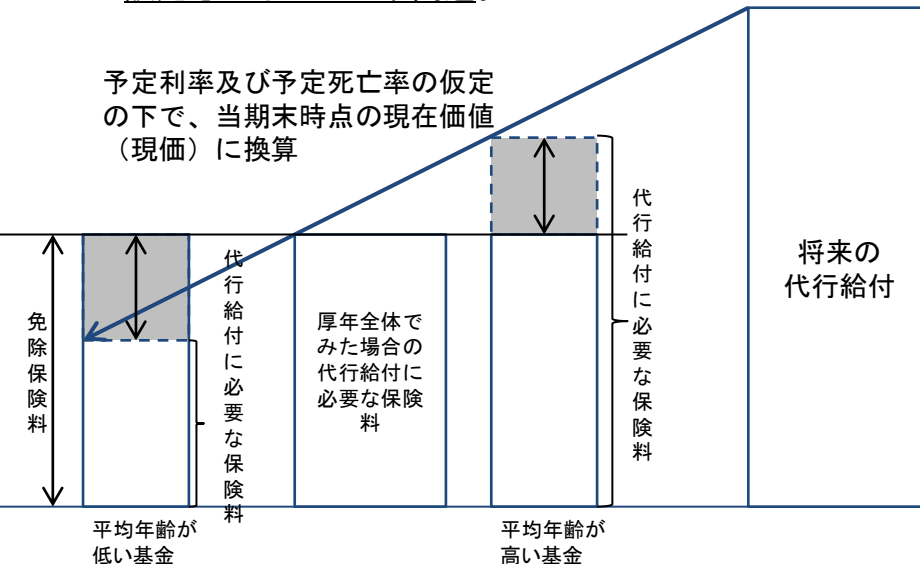 予定利率及び予定死亡率の仮定
の下で、当期末時点の現在価値
（現価）に換算
免除保険料
代行給付に必要な保険料
厚年全体で
みた場合の
代行給付に
必要な保険
料
代行給付に必要な保険料
将来の
代行給付
平均年齢が
低い基金
平均年齢が
高い基金